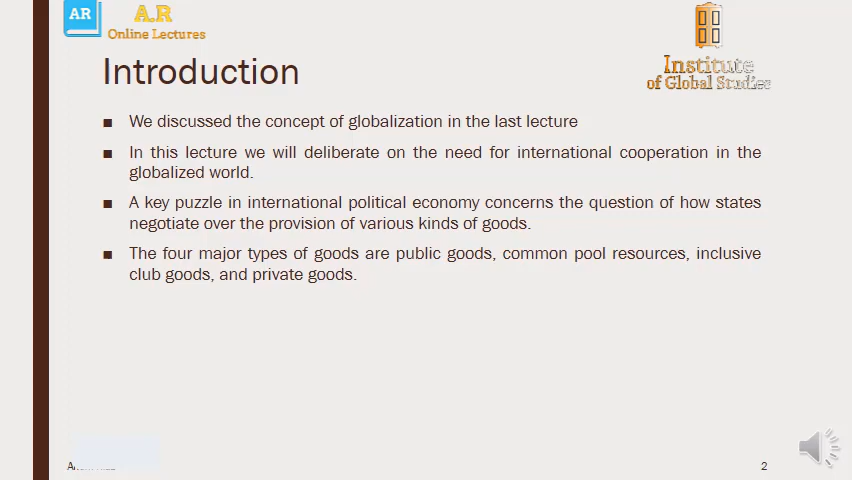 AR
A.R
Online Lectures
Institute
of Global Studies
Introduction
■ We discussed the concept of globalization in the last lecture
■ In this lecture we will deliberate on the need for international cooperation in the
globalized world.
■ A key puzzle in international political economy concerns the question of how states
negotiate over the provision of various kinds of goods.
■ The four major types of goods are public goods, common pool resources, inclusive
club goods, and private goods.
2